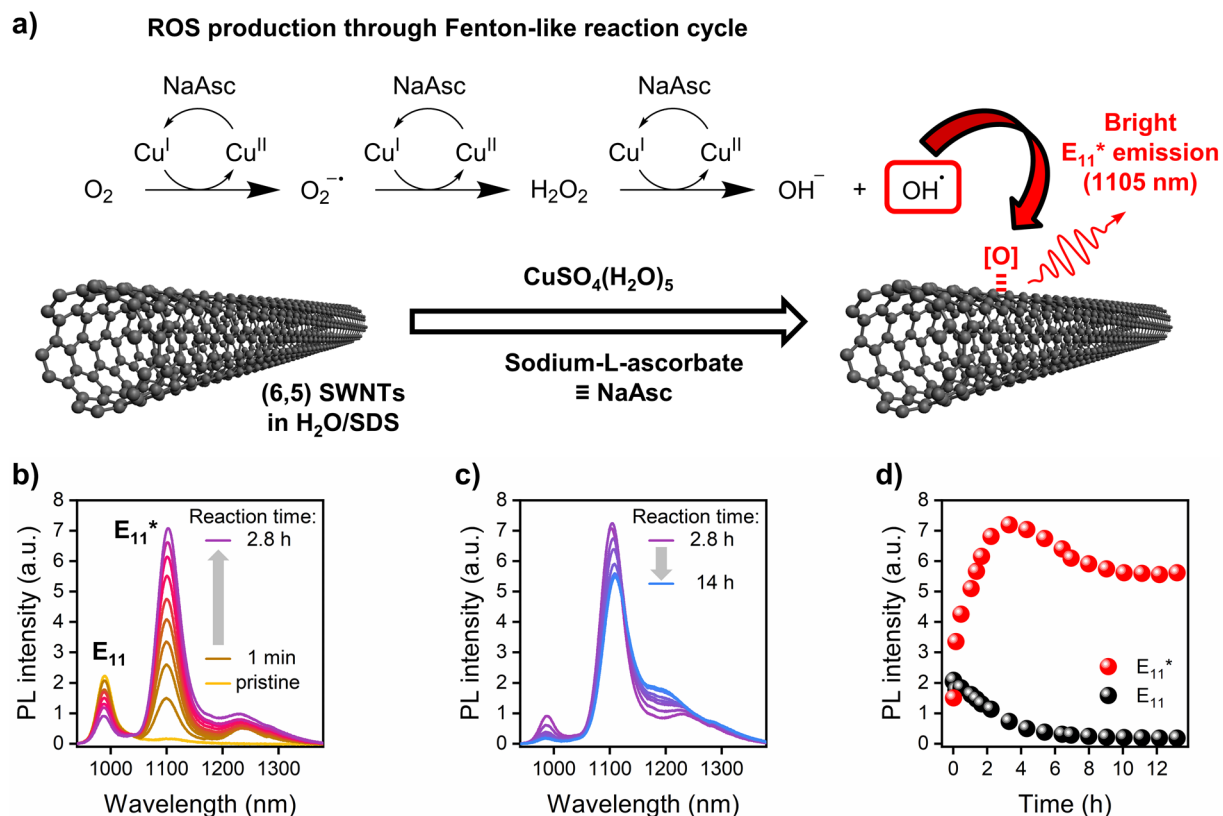 a)
ROS production through Fenton-like reaction cycle
NaAsc
NaAsc
NaAsc
Cu^I
Cu^II
Cu^I
Cu^II
Cu^I
Cu^II
O₂
O₂⁻•
H₂O₂
OH⁻
+
OH•
Bright
E₁₁* emission
(1105 nm)
[O]
CuSO₄(H₂O)₅
Sodium-L-ascorbate
≡ NaAsc
(6,5) SWNTs
in H₂O/SDS
b)
PL intensity (a.u.)
8
7
6
5
4
3
2
1
0
E₁₁
E₁₁*
Reaction time:
2.8 h
1 min
pristine
1000 1100 1200 1300
Wavelength (nm)
c)
PL intensity (a.u.)
8
7
6
5
4
3
2
1
0
Reaction time:
2.8 h
14 h
1000 1100 1200 1300
Wavelength (nm)
d)
PL intensity (a.u.)
8
7
6
5
4
3
2
1
0
E₁₁*
E₁₁
0 2 4 6 8 10 12
Time (h)